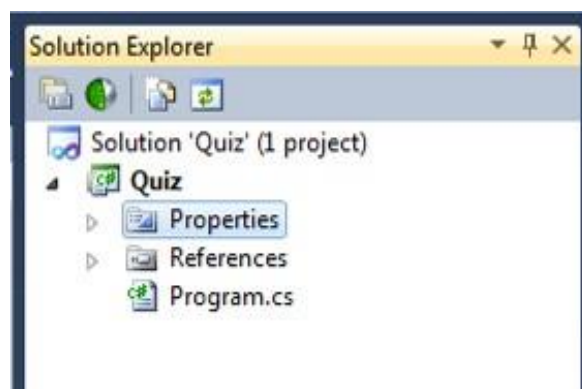 Solution Explorer
Solution 'Quiz' (1 project)
Quiz
Properties
References
Program.cs